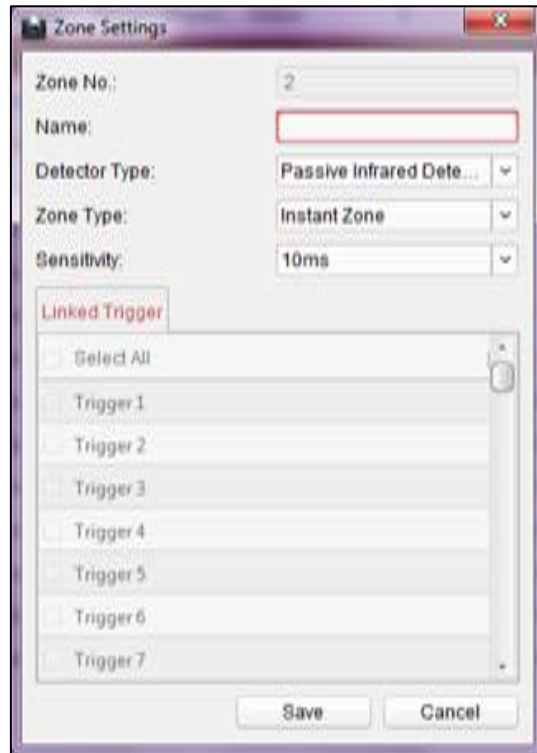 Zone Settings
Zone No.: 2
Name:
Detector Type: Passive Infrared Dete...
Zone Type: Instant Zone
Sensitivity: 10ms
Linked Trigger
Select All
Trigger 1
Trigger 2
Trigger 3
Trigger 4
Trigger 5
Trigger 6
Trigger 7
Save Cancel